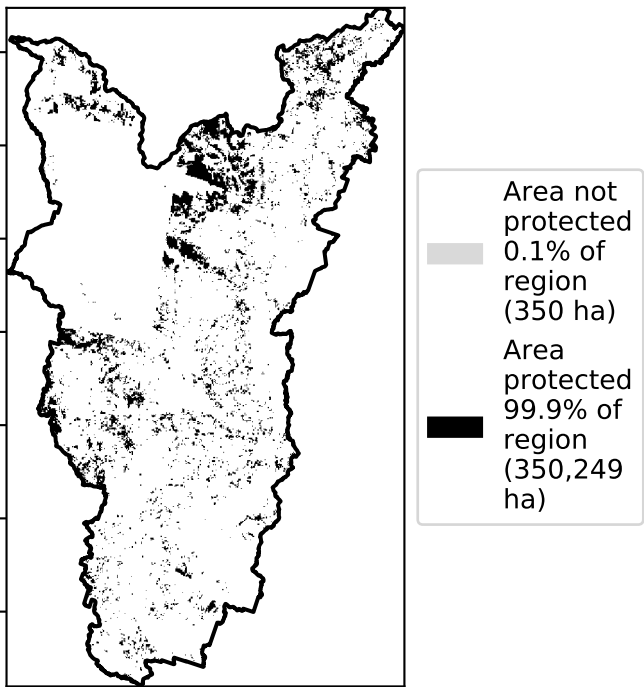 Area not
protected
0.1% of
region
(350 ha)
Area
protected
99.9% of
region
(350,249
ha)